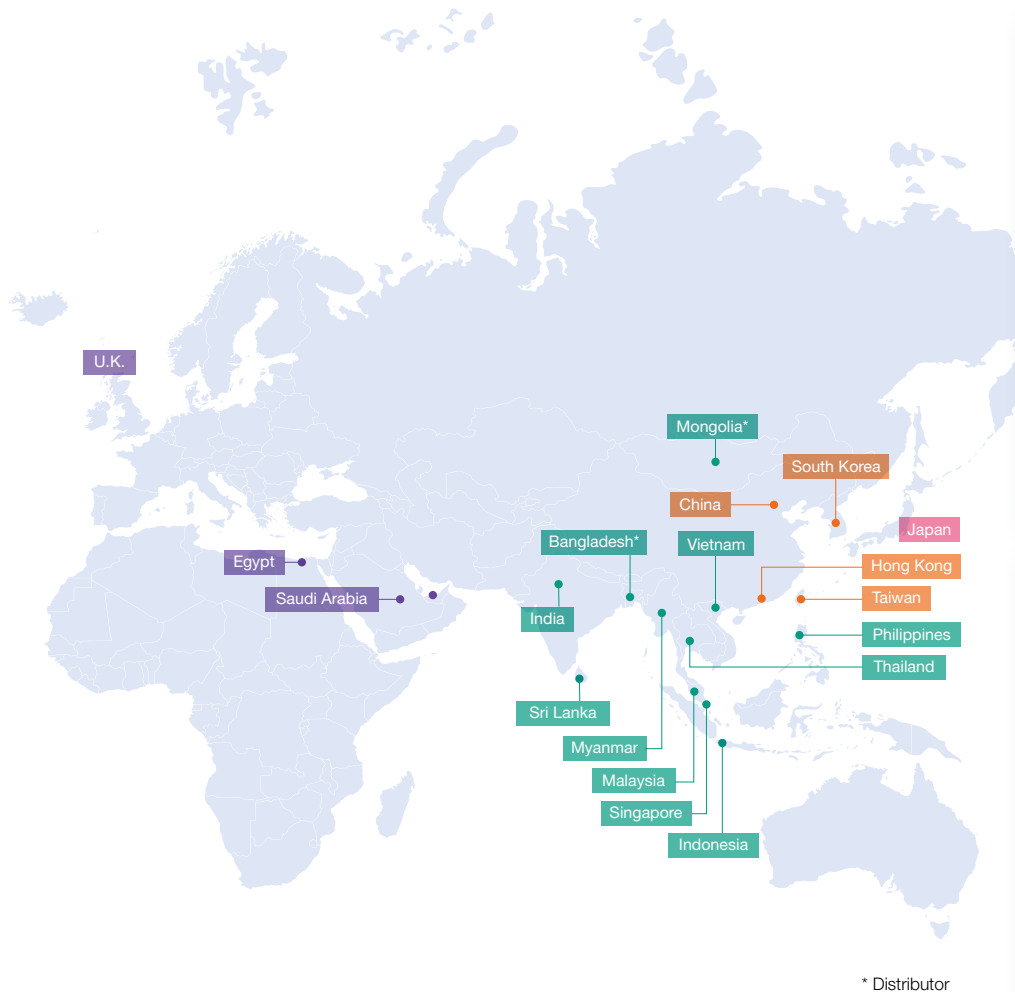 U.K.
Mongolia*
South Korea
China
Japan
Bangladesh*
Vietnam
Egypt
Hong Kong
Saudi Arabia
Taiwan
India
Philippines
Thailand
Sri Lanka
Myanmar
Malaysia
Singapore
Indonesia
* Distributor